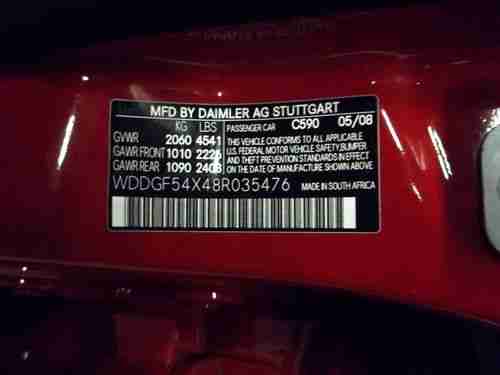 MFD BY DAIMLER AG STUTTGART
KG LBS PASSENGER CAR C590 05/08
GVWR 2060 4541 THIS VEHICLE CONFORMS TO ALL APPLICABLE
GAWR FRONT 1010 2226 U.S. FEDERAL MOTOR VEHICLE SAFETY, BUMPER
AND THEFT PREVENTION STANDARDS IN EFFECT
GAWR REAR 1090 2403 ON THE DATE OF MANUFACTURE SHOWN ABOVE.
WDDGF54X48R035476 MADE IN SOUTH AFRICA